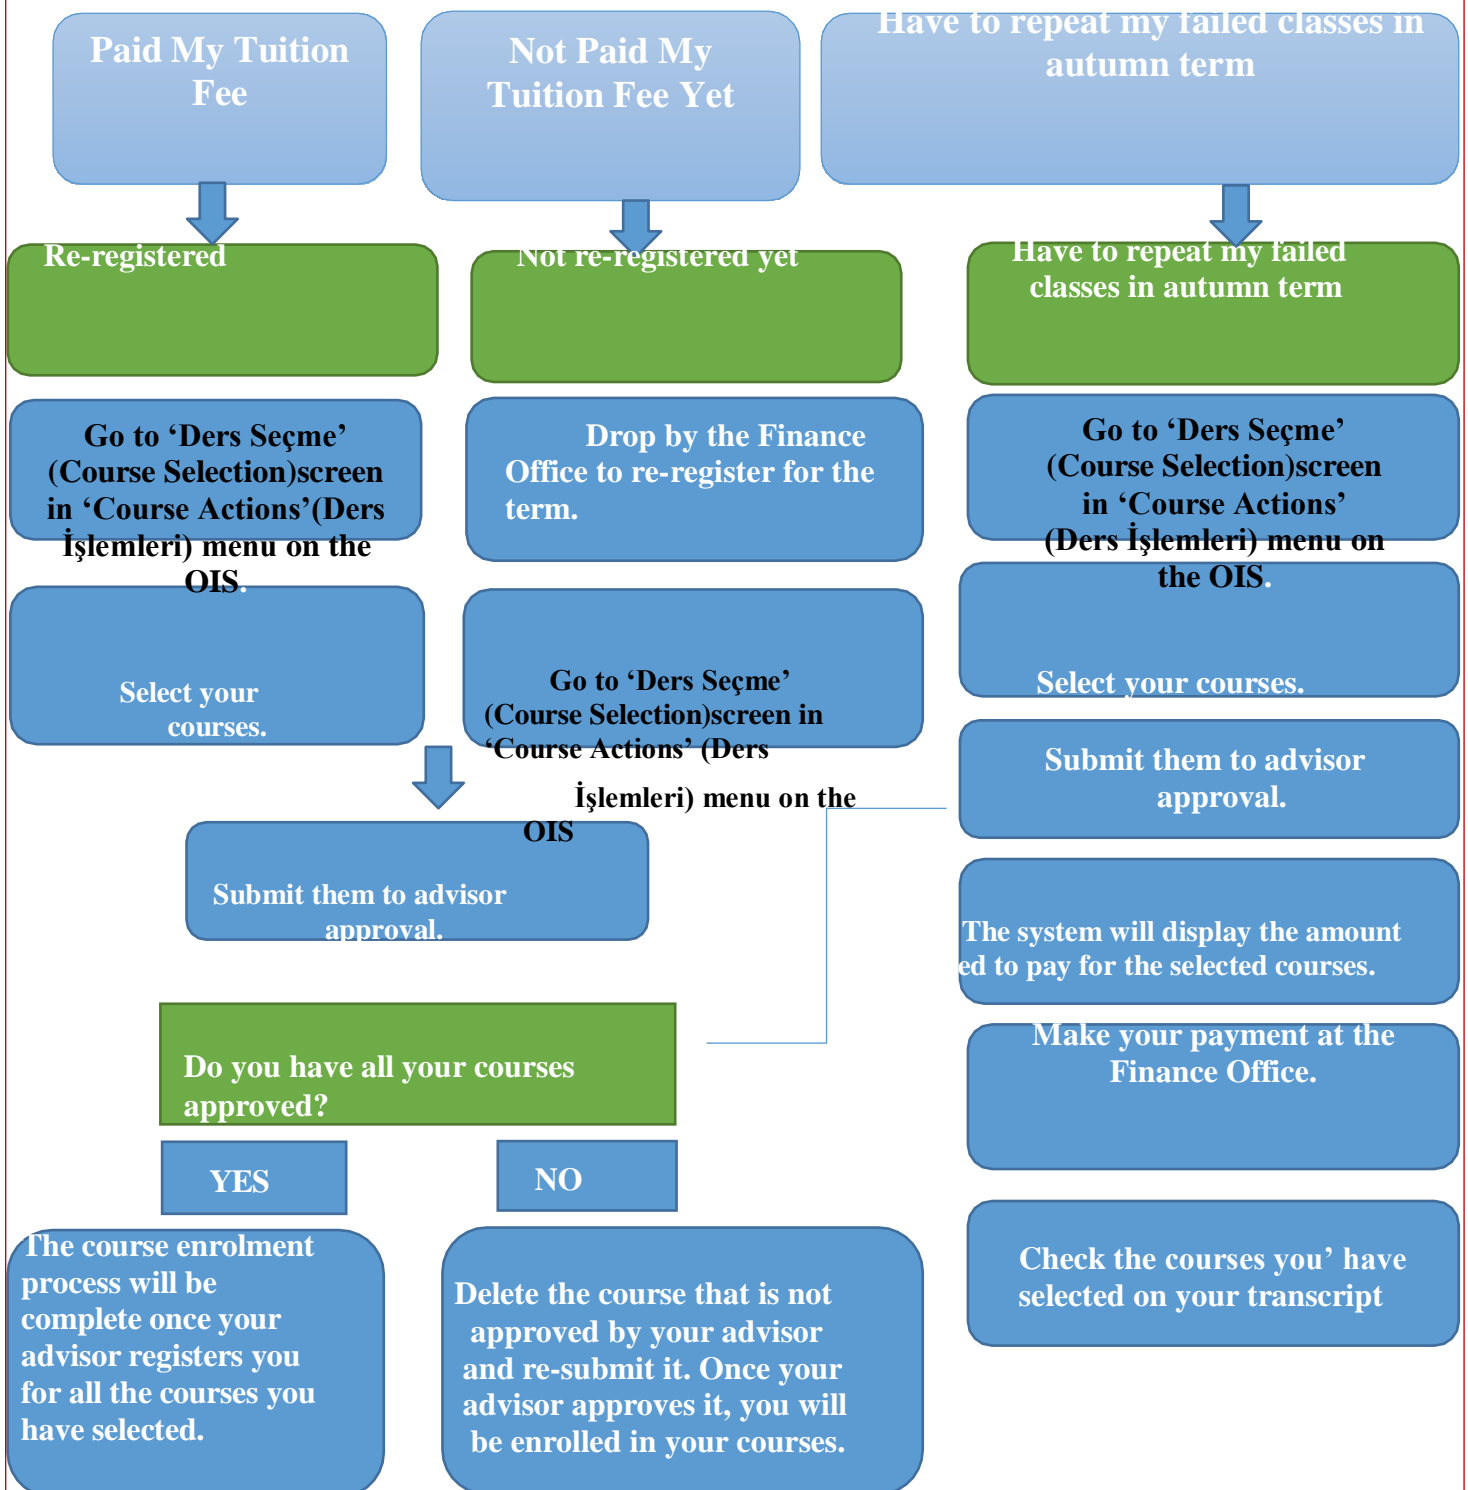 Paid My Tuition
Fee
Not Paid My
Tuition Fee Yet
Have to repeat my failed classes in
autumn term
Re-registered
Not re-registered yet
Have to repeat my failed
classes in autumn term
Go to ‘Ders Seçme’
(Course Selection)screen
in ‘Course Actions’(Ders
İşlemleri) menu on the
OIS.
Drop by the Finance
Office to re-register for the
term.
Go to ‘Ders Seçme’
(Course Selection)screen
in ‘Course Actions’
(Ders İşlemleri) menu on
the OIS.
Select your
courses.
Go to ‘Ders Seçme’
(Course Selection)screen in
‘Course Actions’ (Ders
İşlemleri) menu on the
OIS
Select your courses.
Submit them to advisor
approval.
Submit them to advisor
approval.
The system will display the amount
ed to pay for the selected courses.
Do you have all your courses
approved?
Make your payment at the
Finance Office.
YES
NO
The course enrolment
process will be
complete once your
advisor registers you
for all the courses you
have selected.
Delete the course that is not
approved by your advisor
and re-submit it. Once your
advisor approves it, you will
be enrolled in your courses.
Check the courses you’ have
selected on your transcript